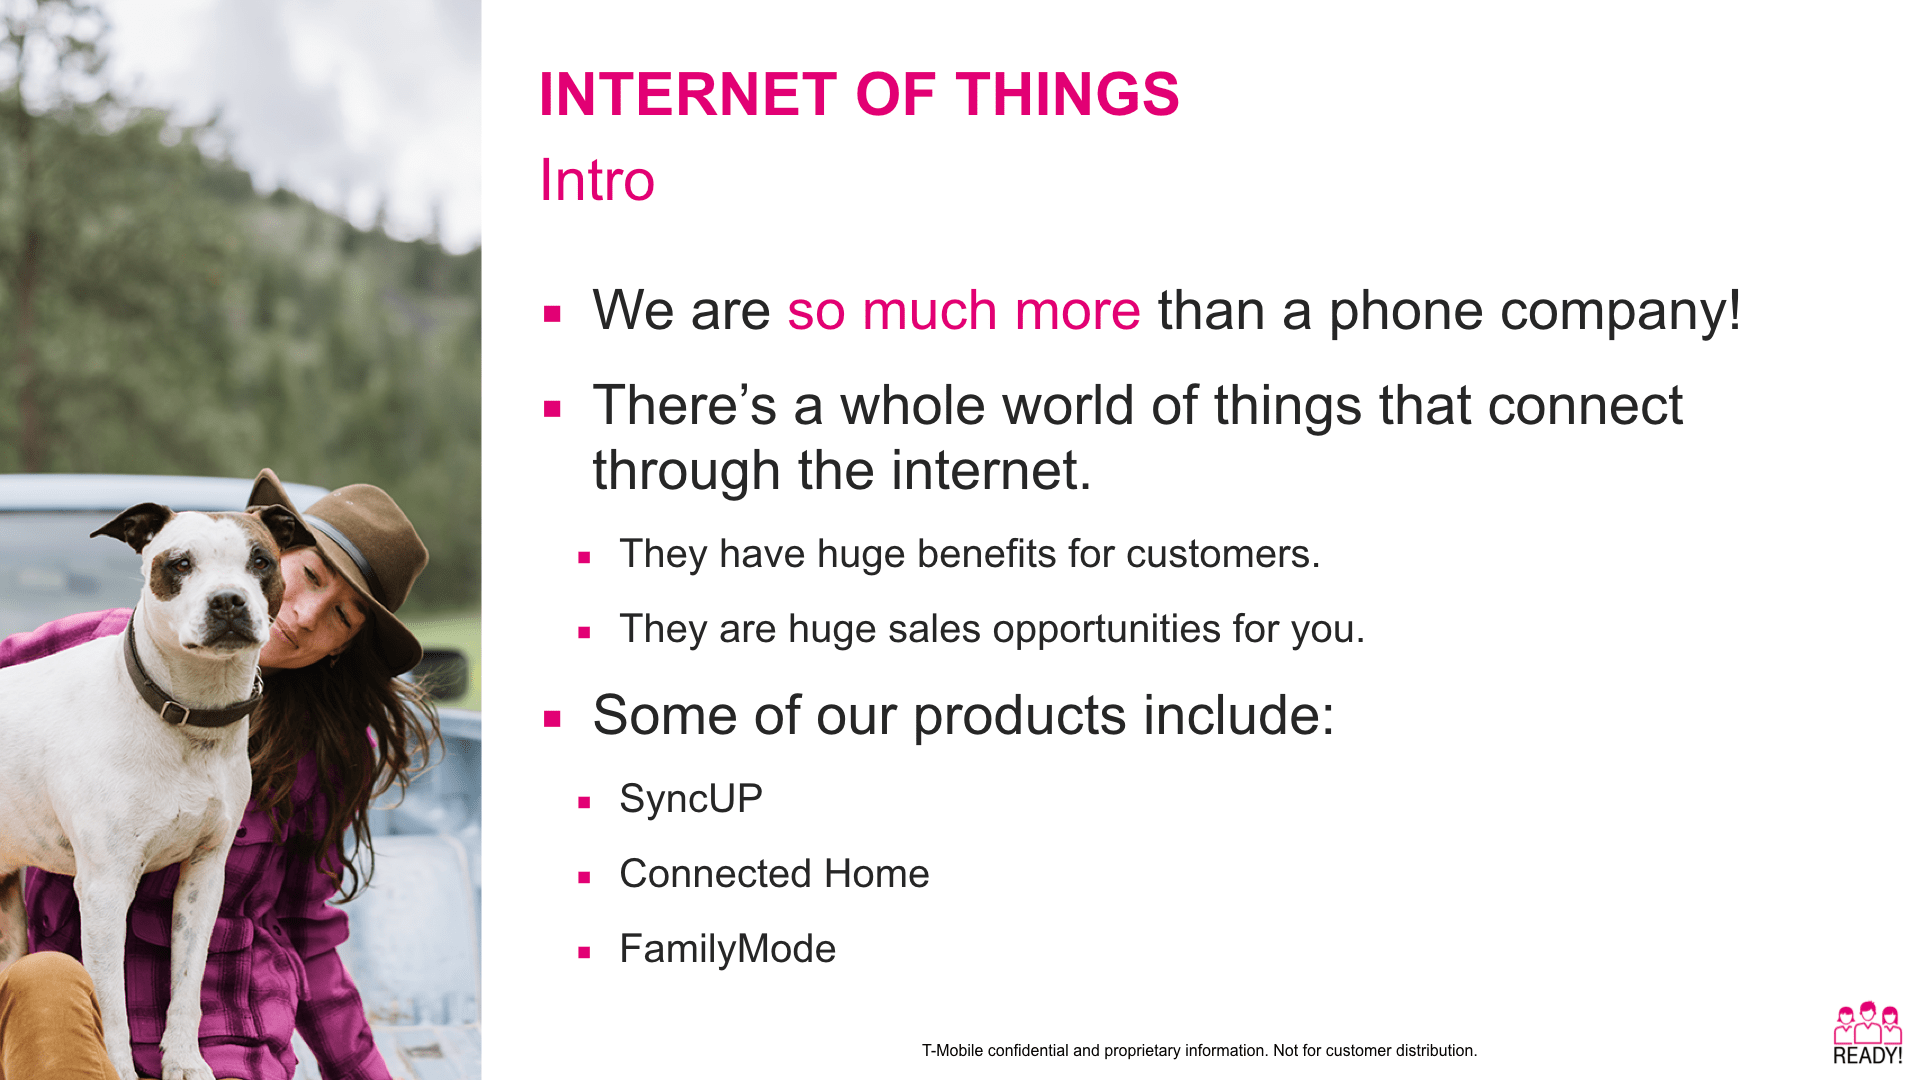 INTERNET OF THINGS
Intro
▪ We are so much more than a phone company!
▪ There’s a whole world of things that connect
through the internet.
▪ They have huge benefits for customers.
▪ They are huge sales opportunities for you.
▪ Some of our products include:
▪ SyncUP
▪ Connected Home
▪ FamilyMode
T-Mobile confidential and proprietary information. Not for customer distribution.
READY!